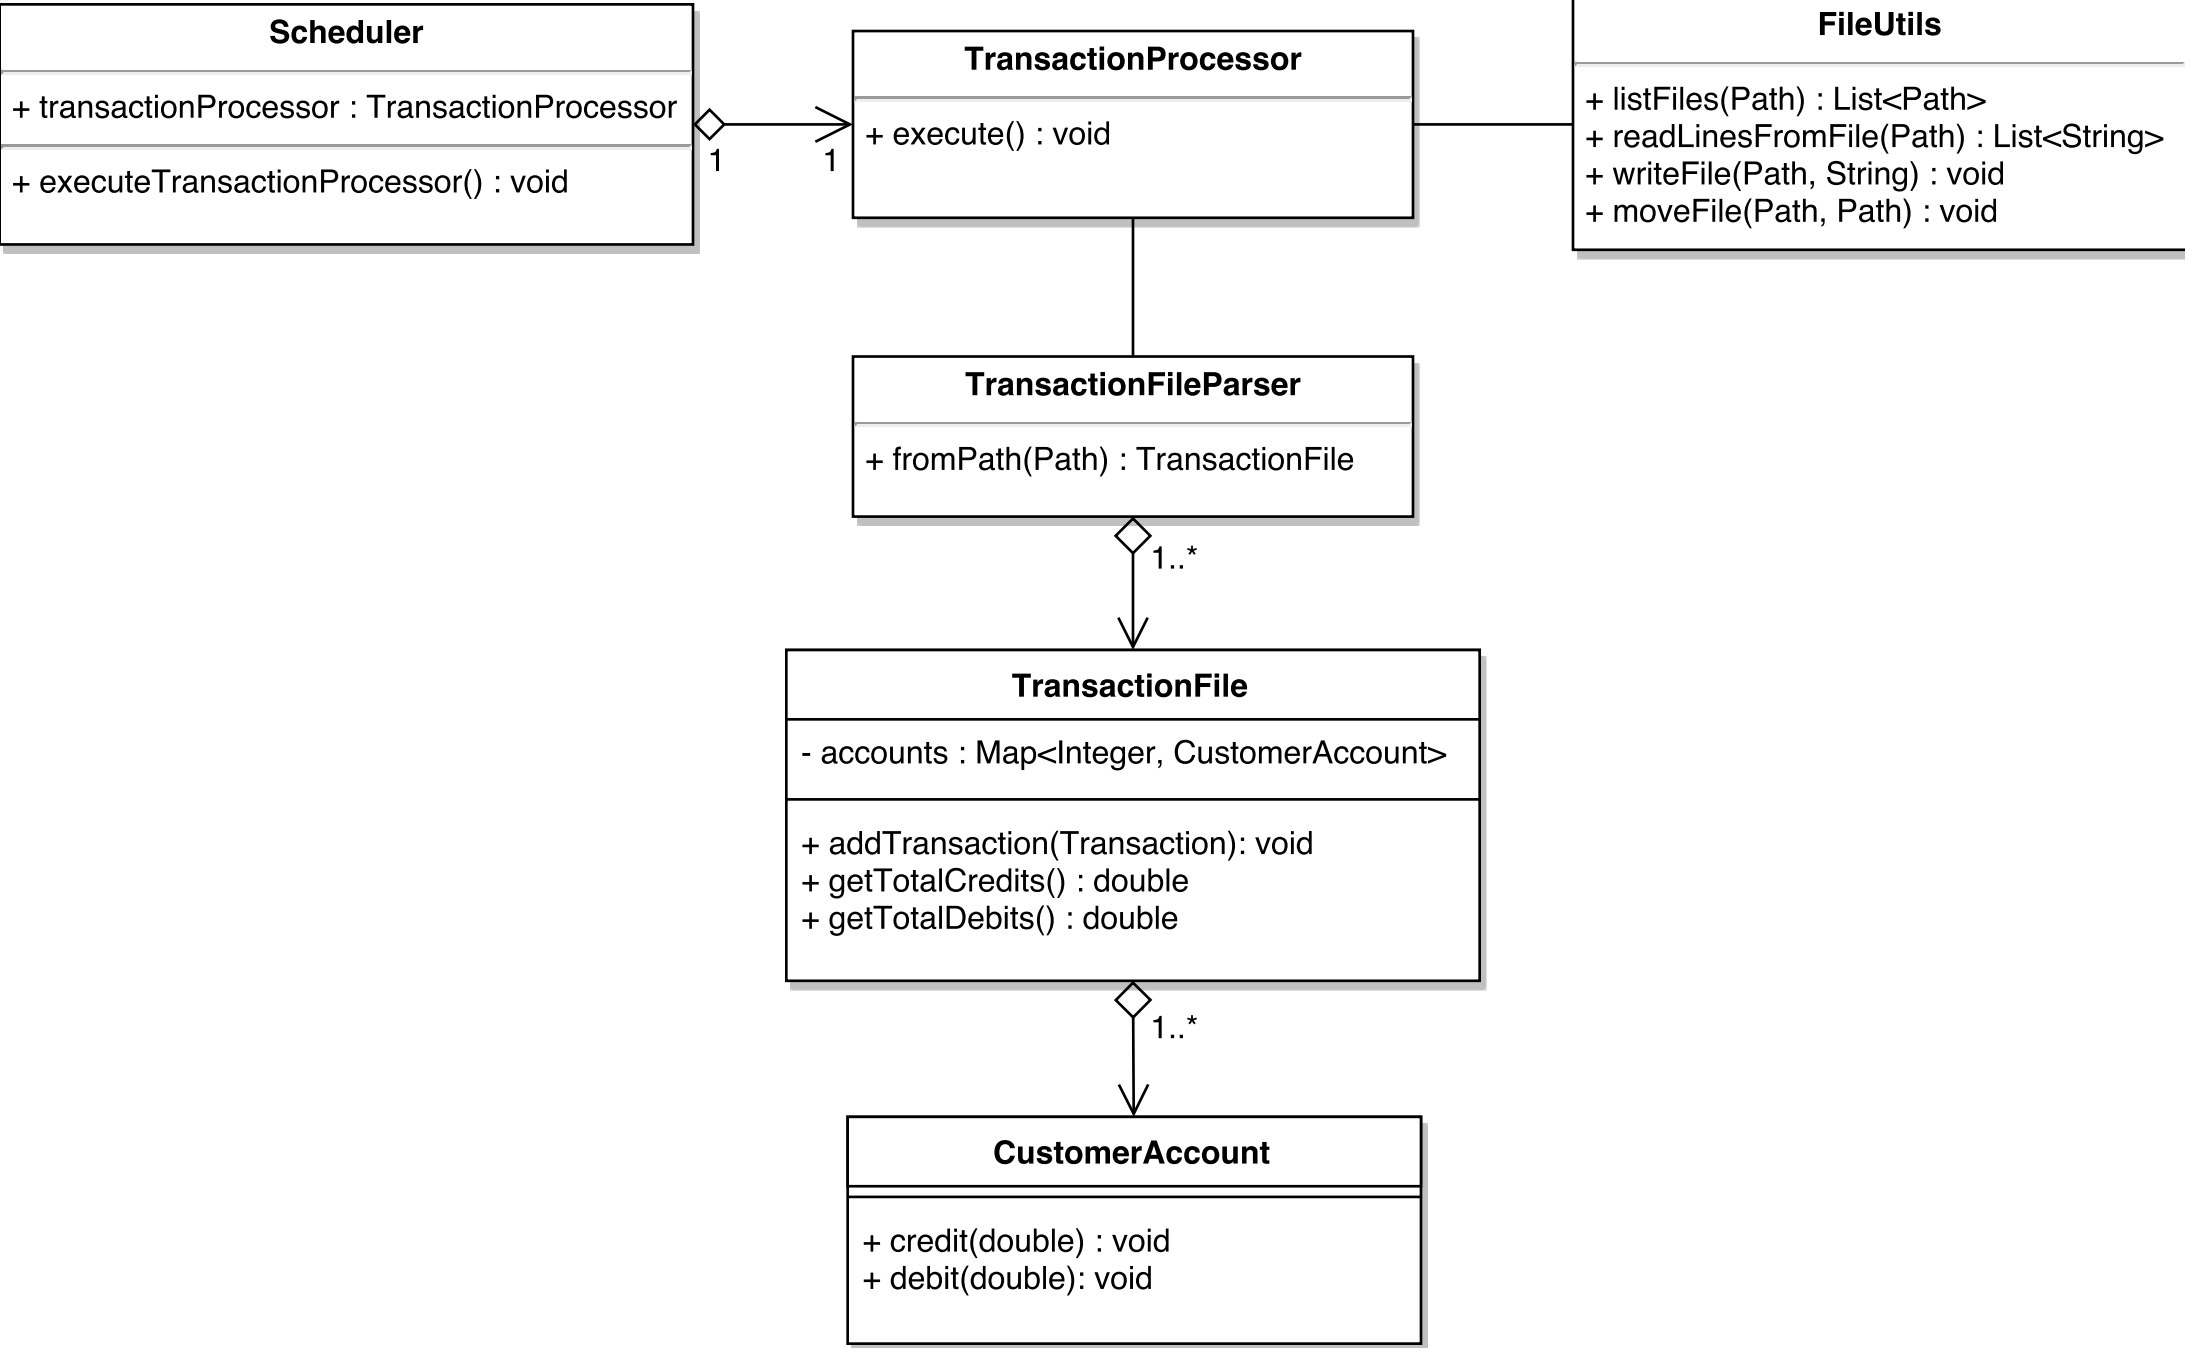 Scheduler
+ transactionProcessor : TransactionProcessor
+ executeTransactionProcessor() : void
1
1
TransactionProcessor
+ execute() : void
FileUtils
+ listFiles(Path) : List<Path>
+ readLinesFromFile(Path) : List<String>
+ writeFile(Path, String) : void
+ moveFile(Path, Path) : void
TransactionFileParser
+ fromPath(Path) : TransactionFile
1..*
TransactionFile
- accounts : Map<Integer, CustomerAccount>
+ addTransaction(Transaction): void
+ getTotalCredits() : double
+ getTotalDebits() : double
1..*
CustomerAccount
+ credit(double) : void
+ debit(double): void